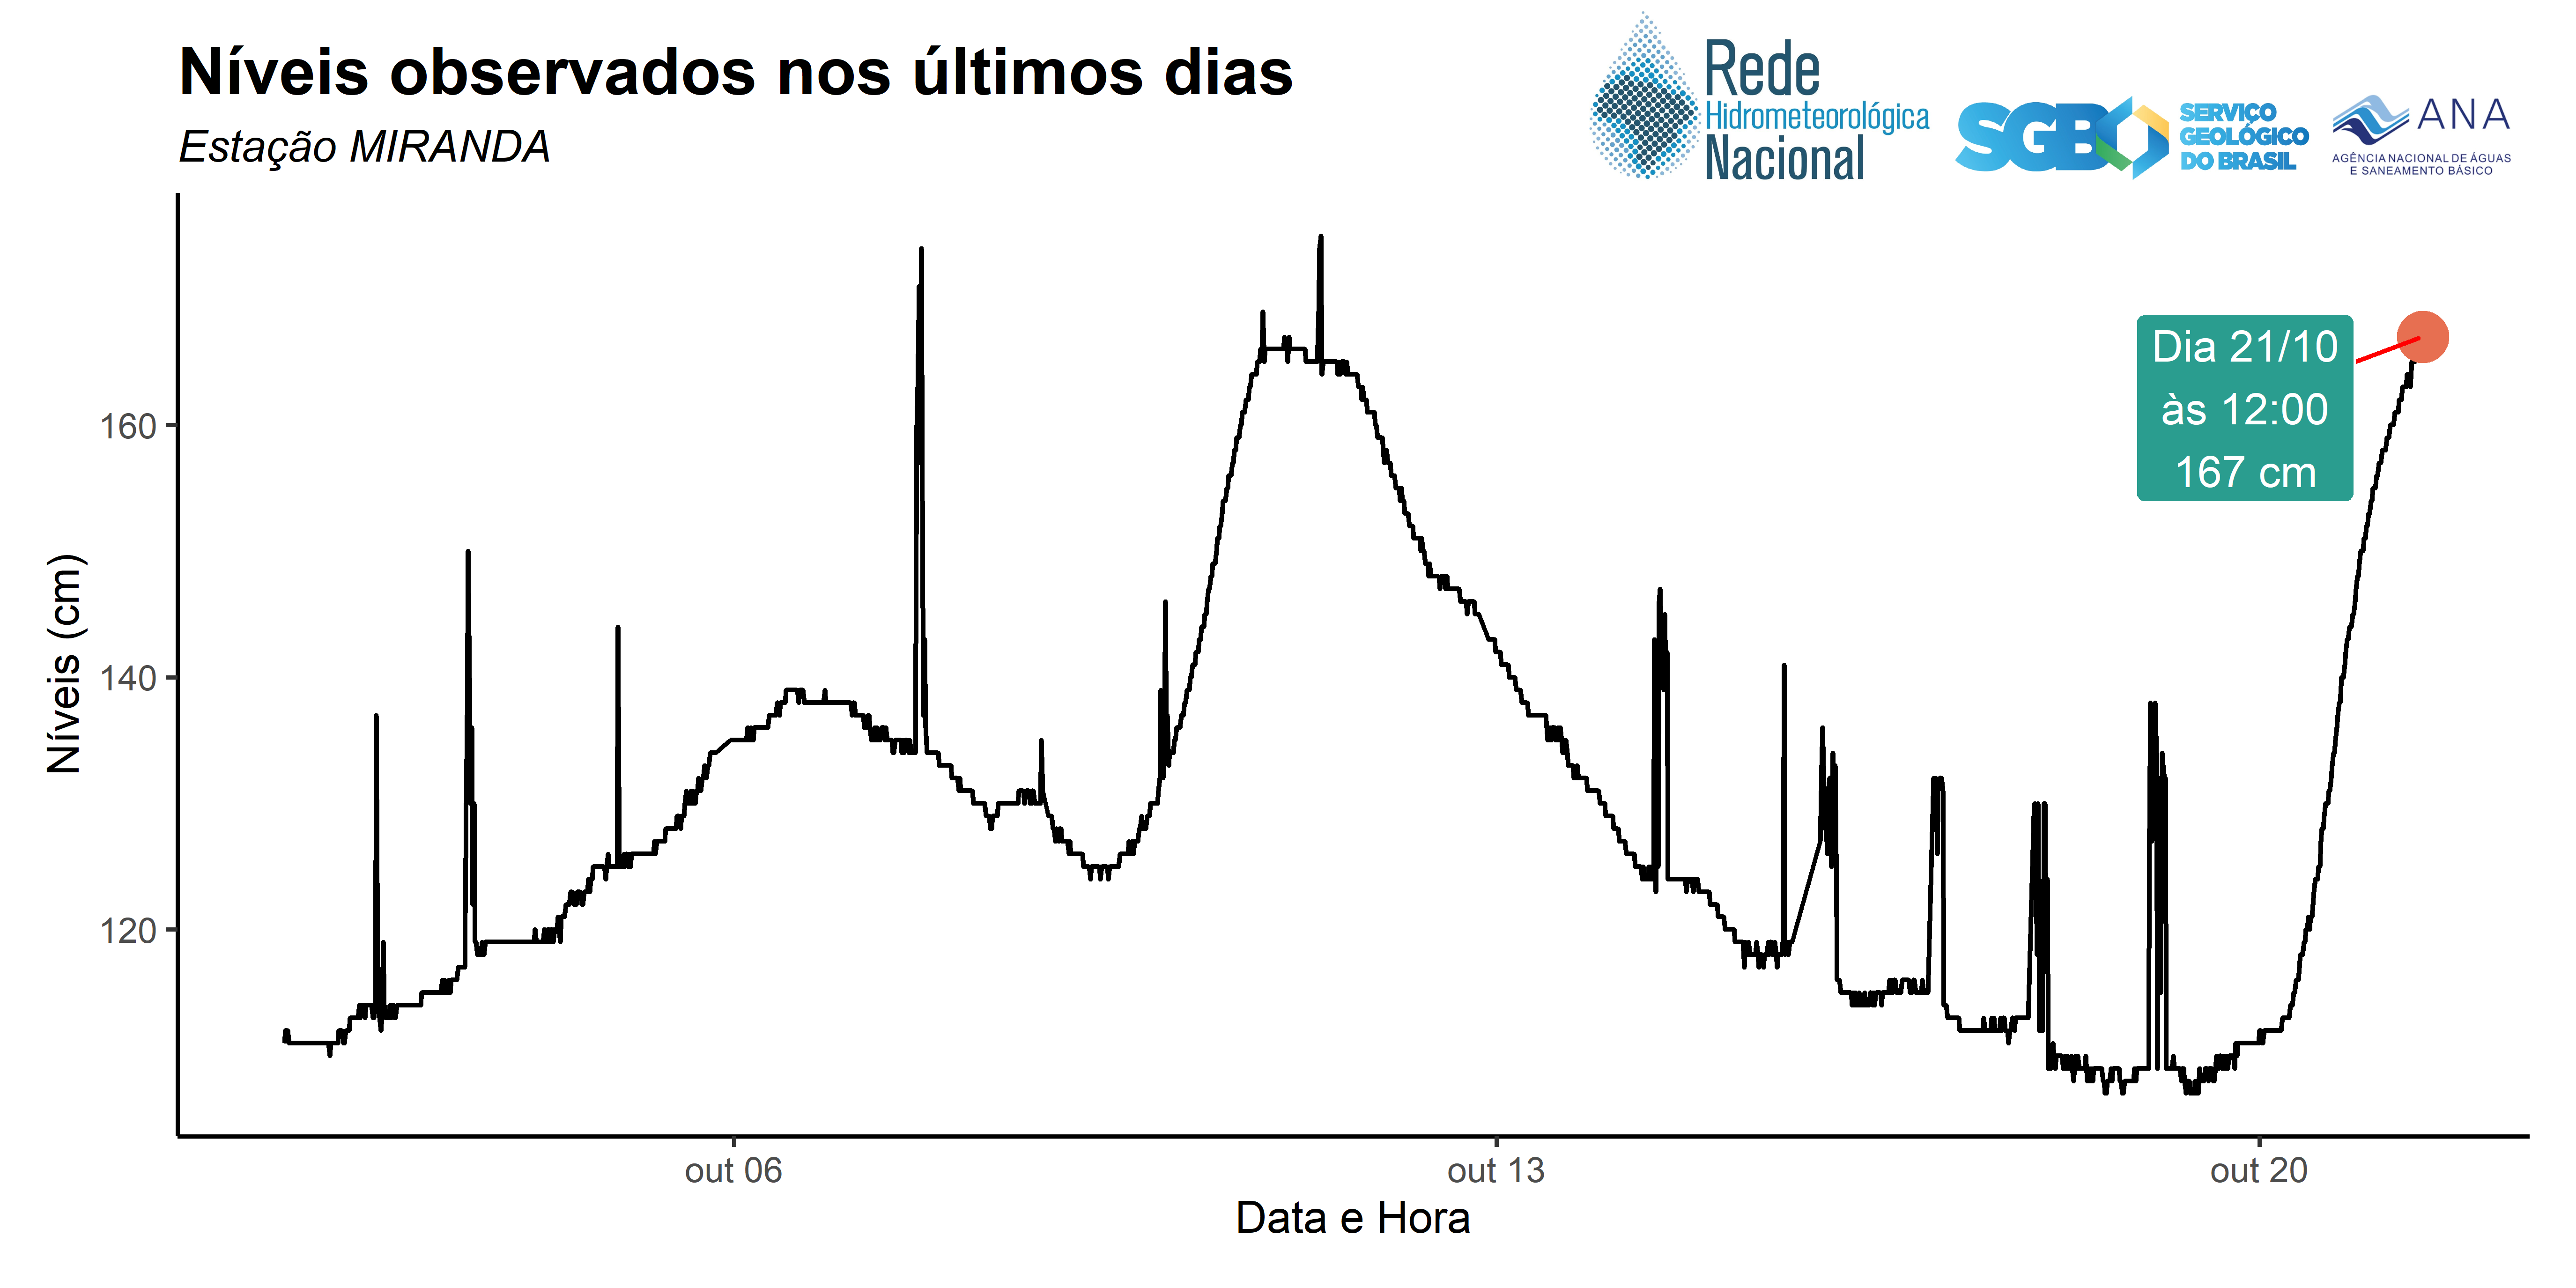 Níveis observados nos últimos dias
Estação MIRANDA
Rede
Hidrometeorológica
Nacional
SGB
SERVIÇO
GEOLÓGICO
DO BRASIL
ANA
AGÊNCIA NACIONAL DE ÁGUAS
E SANEAMENTO BÁSICO
Dia 21/10
às 12:00
167 cm
Níveis (cm)
160
140
120
out 06
out 13
out 20
Data e Hora